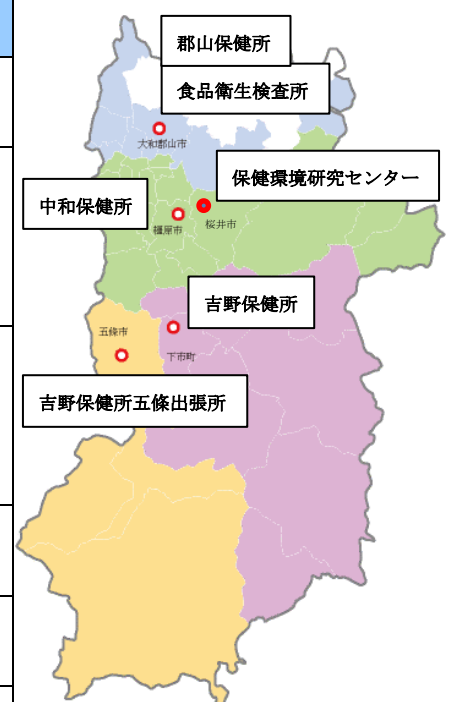 郡山保健所
食品衛生検査所
大和郡山市
保健環境研究センター
中和保健所
橿原市
桜井市
吉野保健所
五條市
下市町
吉野保健所五條出張所